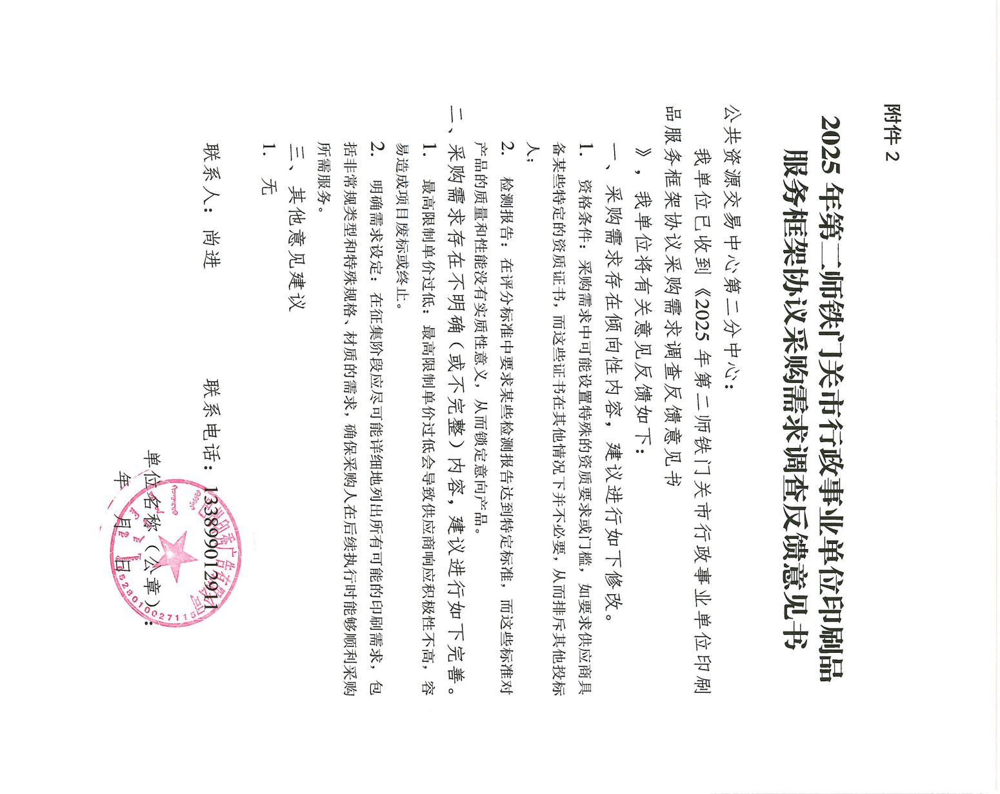 附件 2
2025 年第二师铁门关市行政事业单位印刷品
服务框架协议采购需求调查反馈意见书
公共资源交易中心第二分中心：
我单位已收到《2025 年第二师铁门关市行政事业单位印刷
品服务框架协议采购需求调查反馈意见书
》，我单位将有关意见反馈如下：
一、采购需求存在倾向性内容，建议进行如下修改。
1. 资格条件：采购需求中可能设置特殊的资质要求或门槛，如要求供应商具
备某些特定的资质证书，而这些证书在其他情况下并不必要，从而排斥其他投标
人；
2. 检测报告：在评分标准中要求某些检测报告达到特定标准，而这些标准对
产品的质量和性能没有实质性意义，从而锁定意向产品。
二、采购需求存在不明确（或不完整）内容，建议进行如下完善。
1. 最高限制单价过低：最高限制单价过低会导致供应商响应积极性不高，容
易造成项目废标或终止。
2. 明确需求设定：在征集阶段应尽可能详细地列出所有可能的印刷需求，包
括非常规类型和特殊规格、材质的需求，确保采购人在后续执行时能够顺利采购
所需服务。
三、其他意见建议
1. 无
联系人：尚进 联系电话：13389901291
单位名称（公章）：
年 月 日
6528010027115